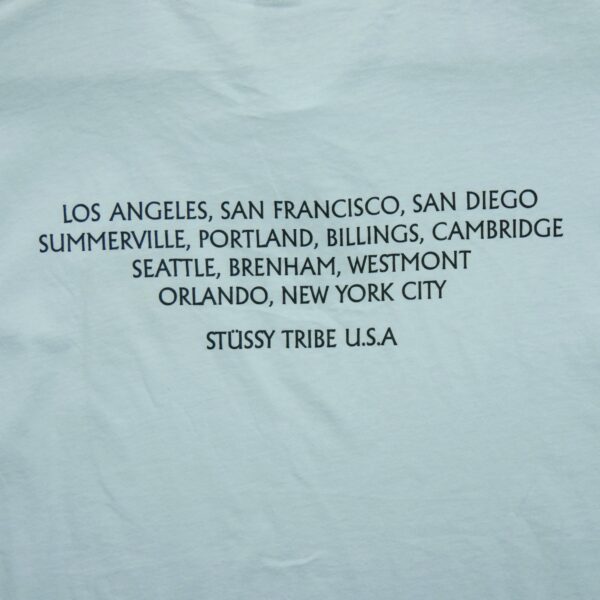 LOS ANGELES, SAN FRANCISCO, SAN DIEGO
SUMMERVILLE, PORTLAND, BILLINGS, CAMBRIDGE
SEATTLE, BRENHAM, WESTMONT
ORLANDO, NEW YORK CITY
STÜSSY TRIBE U.S.A